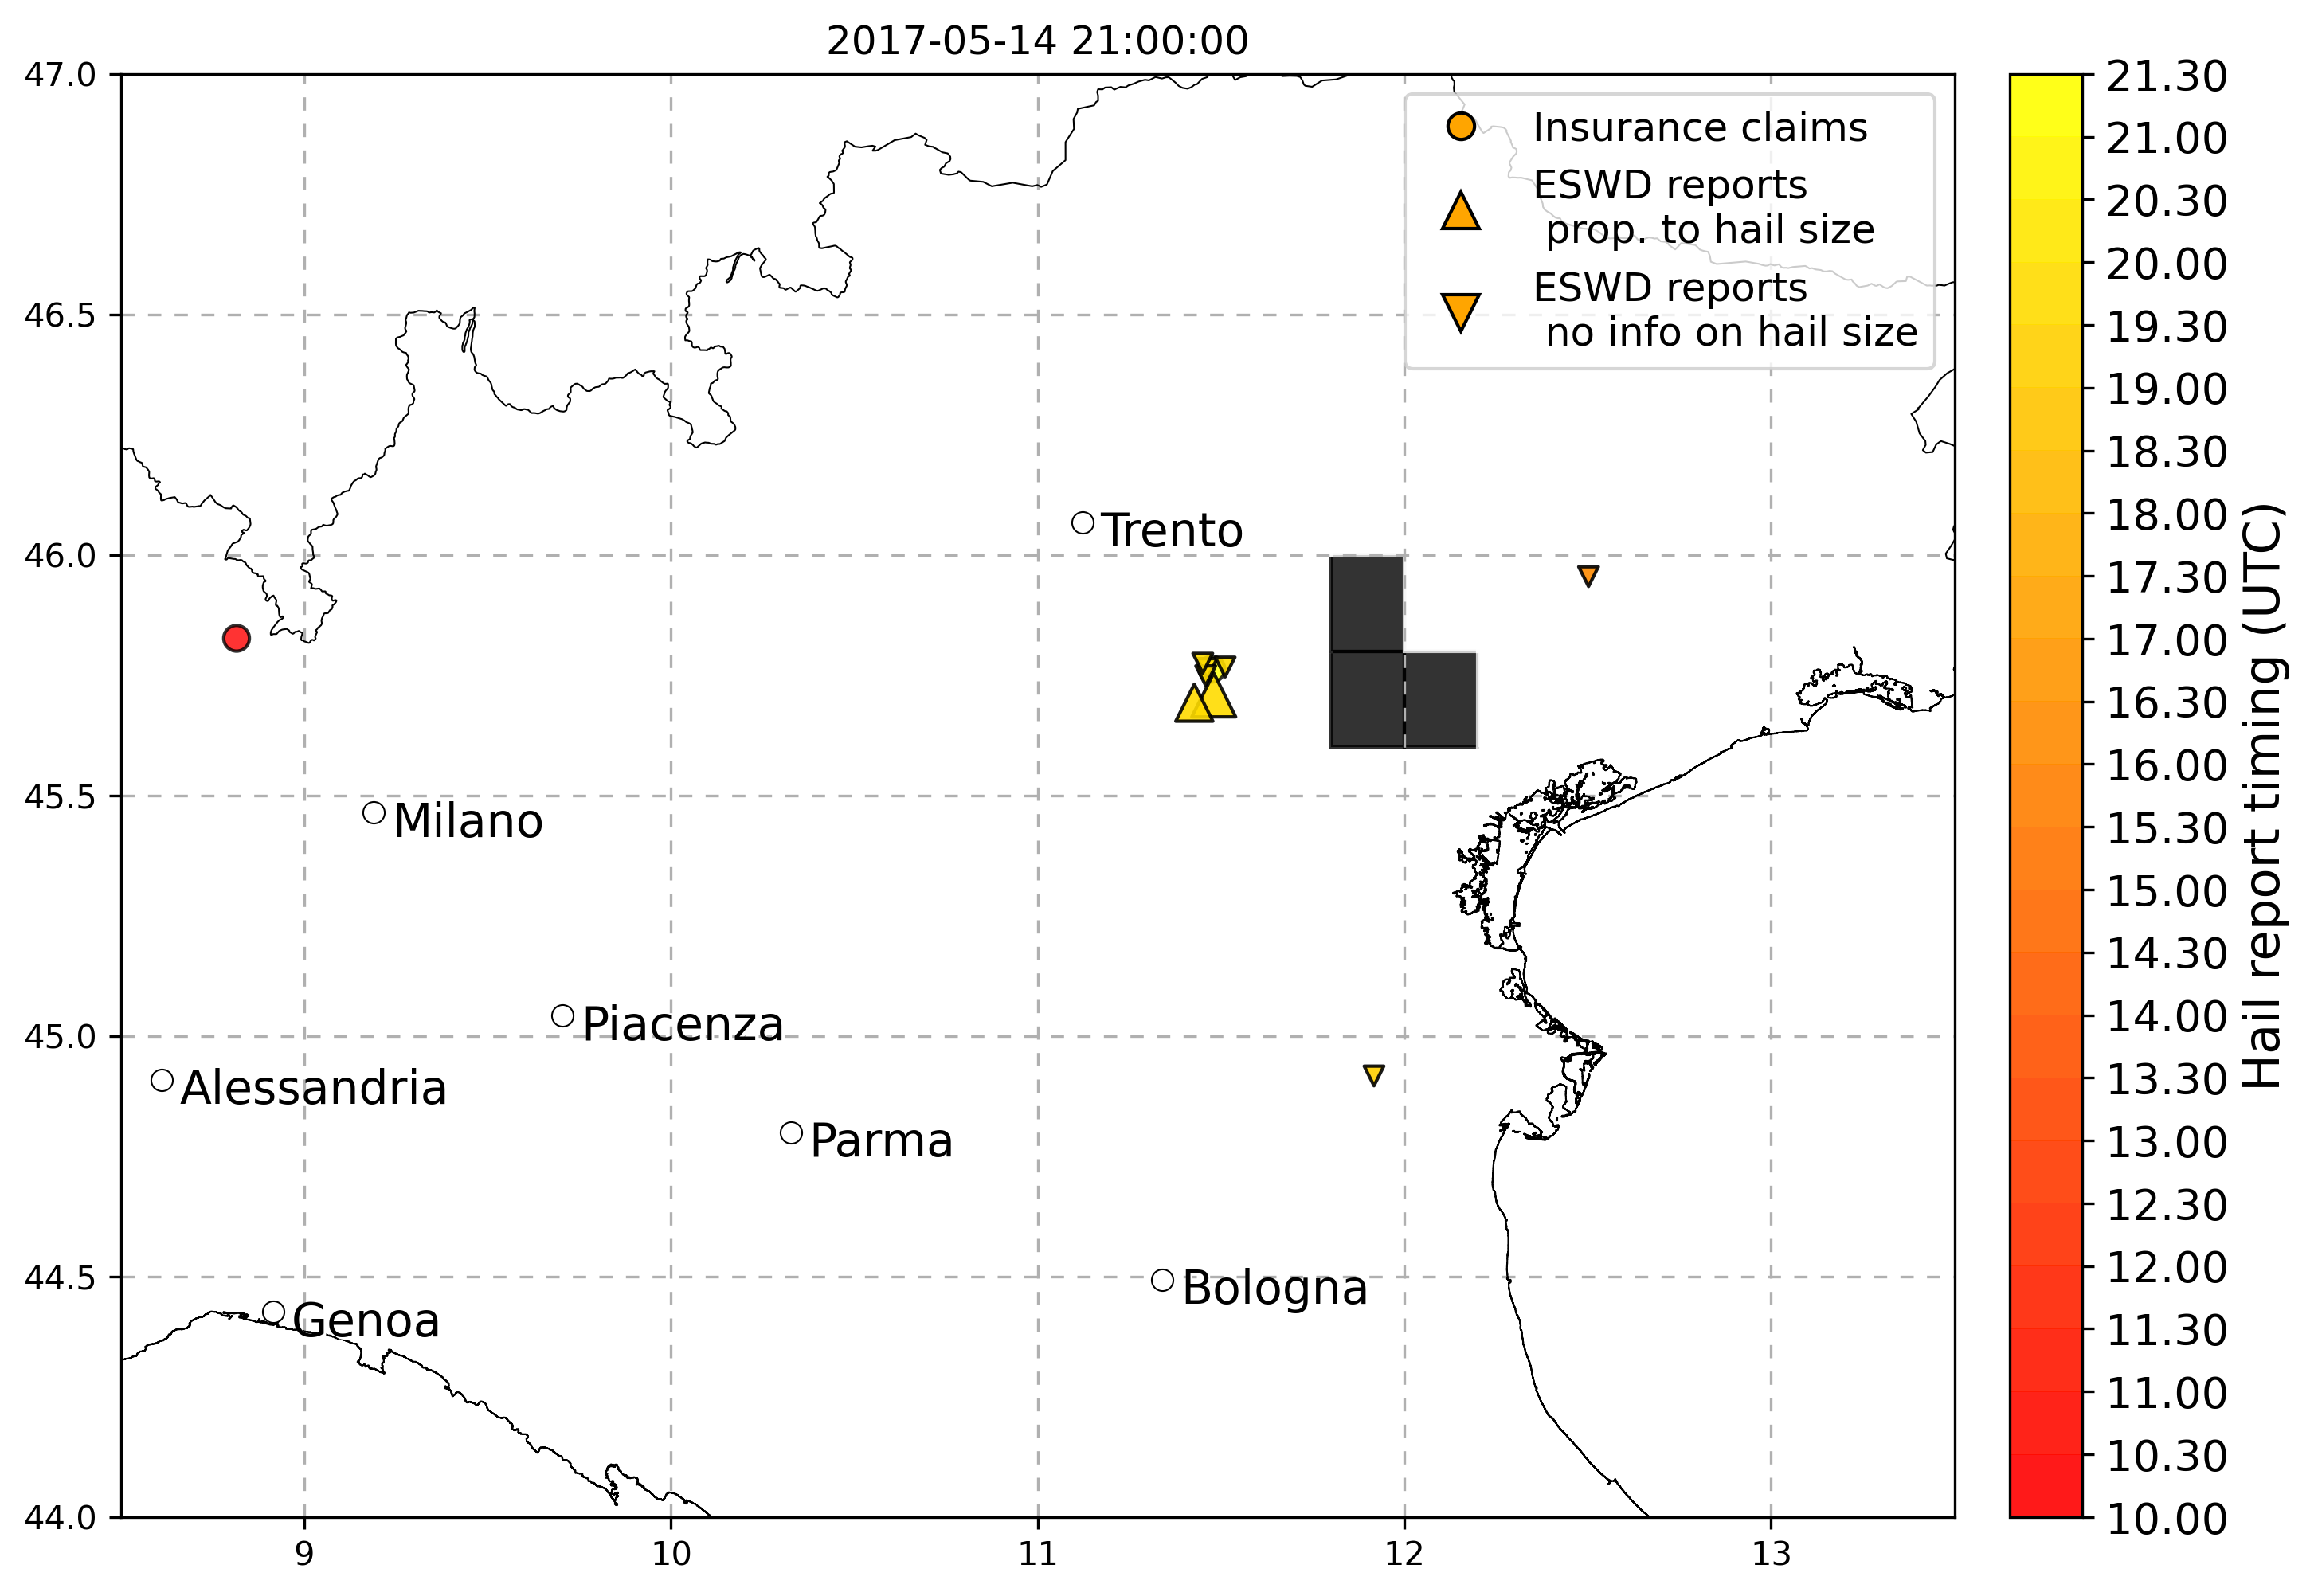 2017-05-14 21:00:00
47.0
46.5
46.0
45.5
45.0
44.5
44.0
9
10
11
12
13
Insurance claims
ESWD reports
prop. to hail size
ESWD reports
no info on hail size
Trento
Milano
Piacenza
Alessandria
Parma
Bologna
Genoa
21.30
21.00
20.30
20.00
19.30
19.00
18.30
18.00
17.30
17.00
16.30
16.00
15.30
15.00
14.30
14.00
13.30
13.00
12.30
12.00
11.30
11.00
10.30
10.00
Hail report timing (UTC)